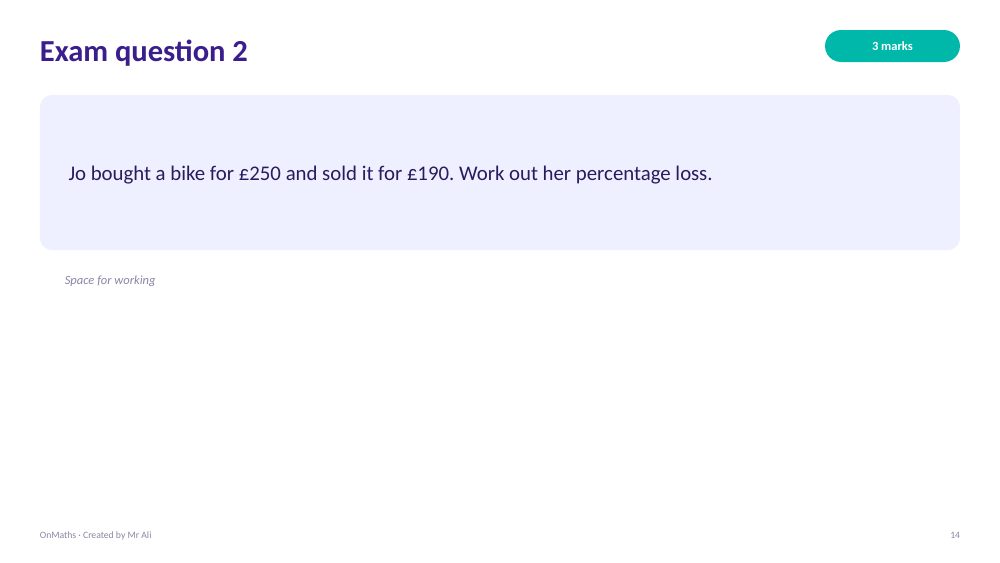 Exam question 2
3 marks
Jo bought a bike for £250 and sold it for £190. Work out her percentage loss.
Space for working
OnMaths · Created by Mr Ali
14